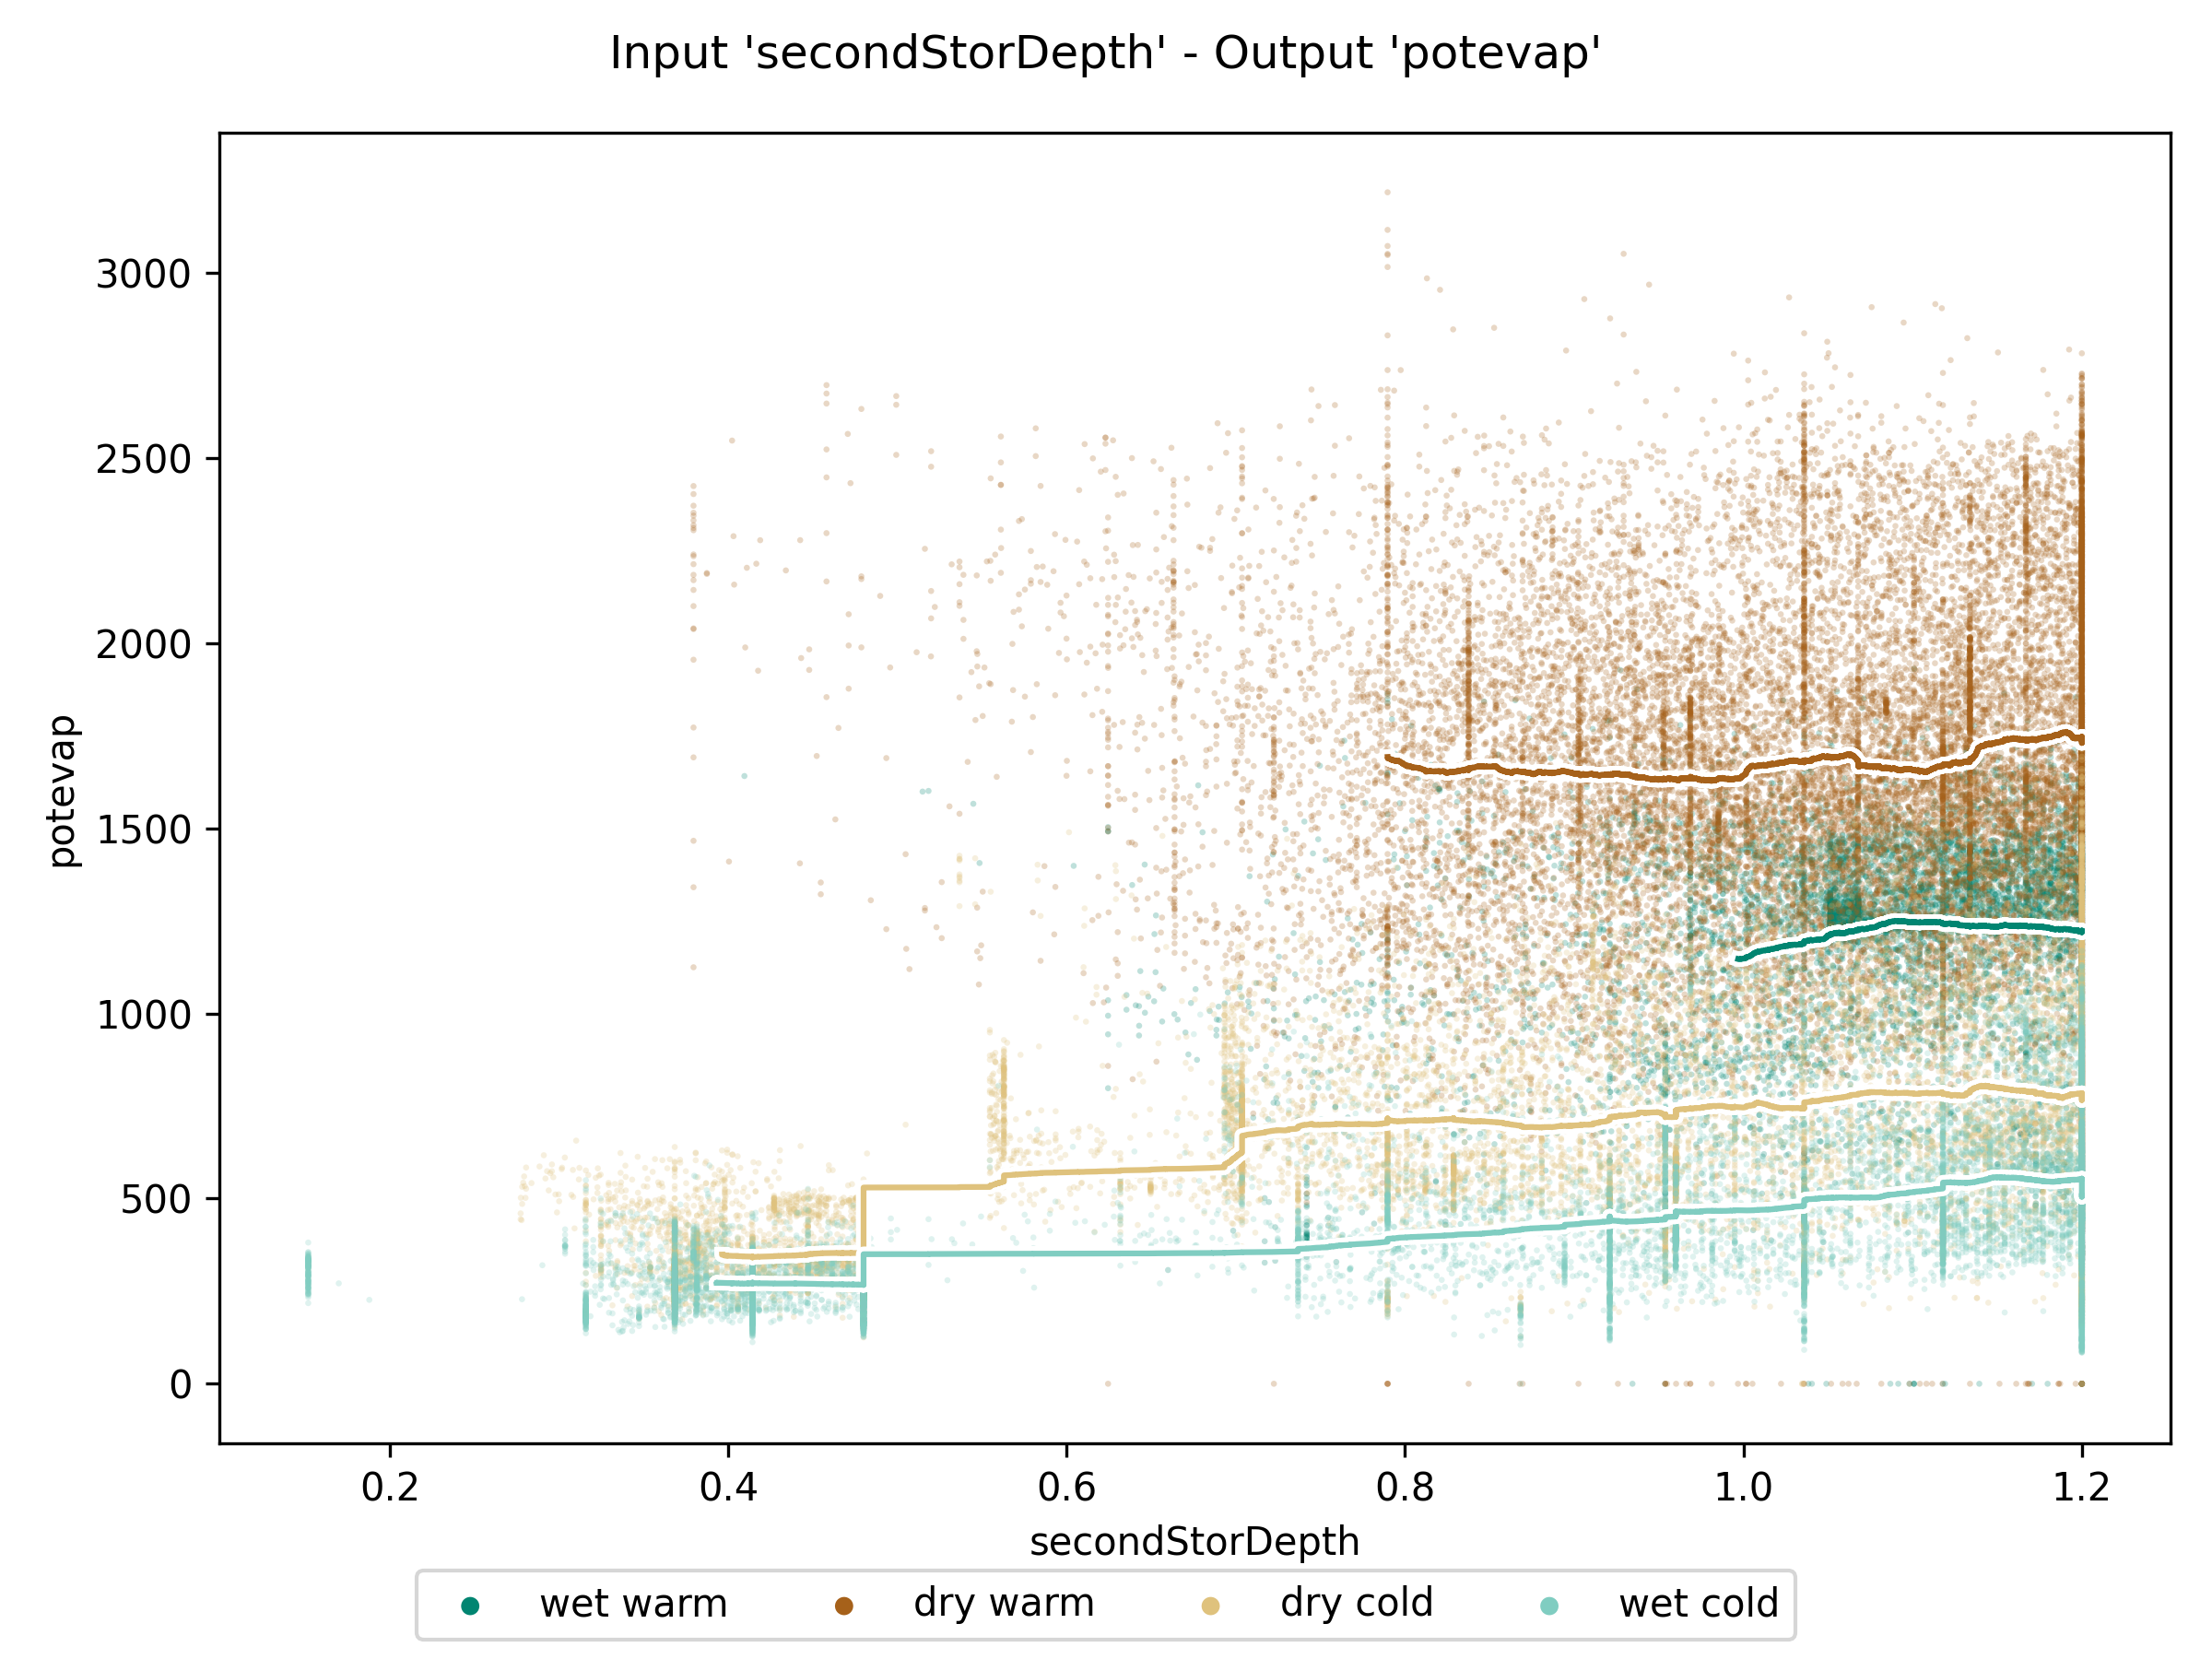 Input 'secondStorDepth' - Output 'potevap'
3000
2500
2000
1500
1000
500
0
potevap
0.2 0.4 0.6 0.8 1.0 1.2
secondStorDepth
wet warm dry warm dry cold wet cold